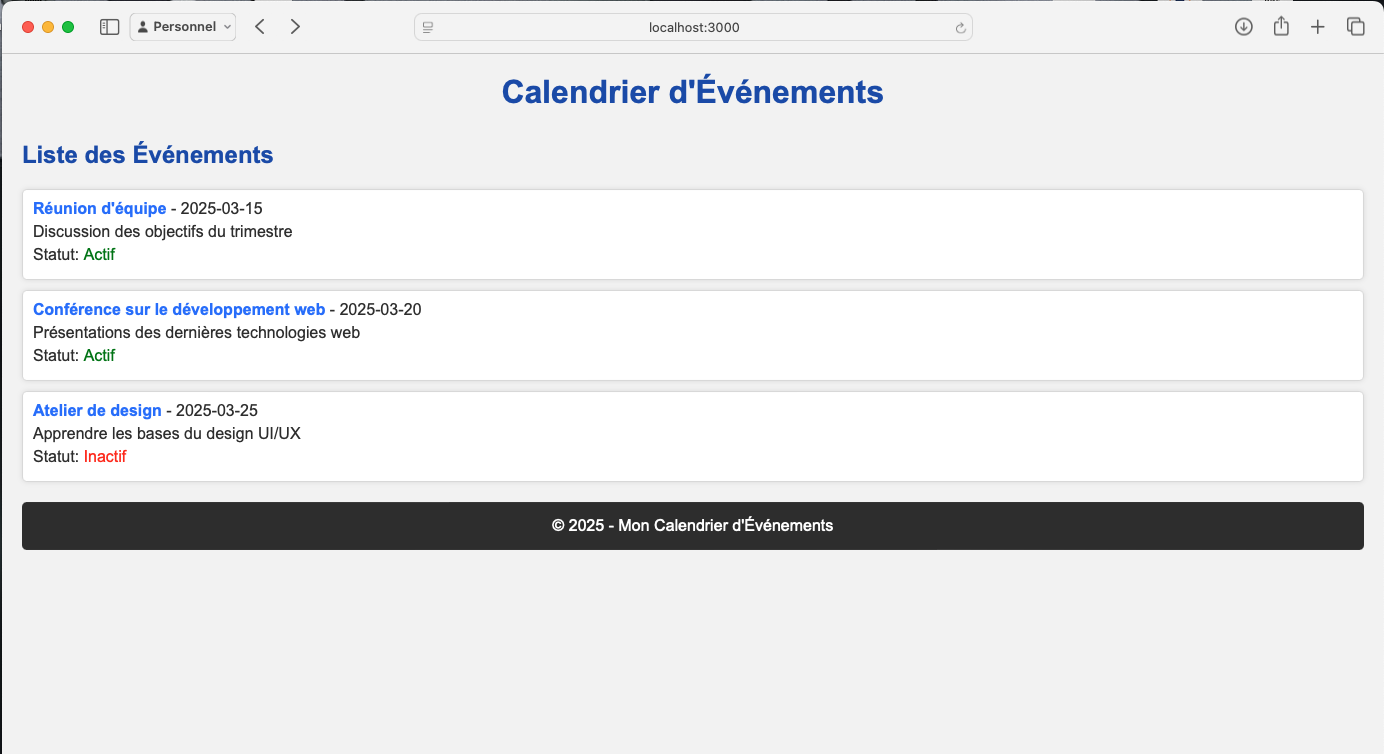 Personnel
localhost:3000
Calendrier d'Événements
Liste des Événements
Réunion d'équipe - 2025-03-15
Discussion des objectifs du trimestre
Statut: Actif
Conférence sur le développement web - 2025-03-20
Présentations des dernières technologies web
Statut: Actif
Atelier de design - 2025-03-25
Apprendre les bases du design UI/UX
Statut: Inactif
© 2025 - Mon Calendrier d'Événements